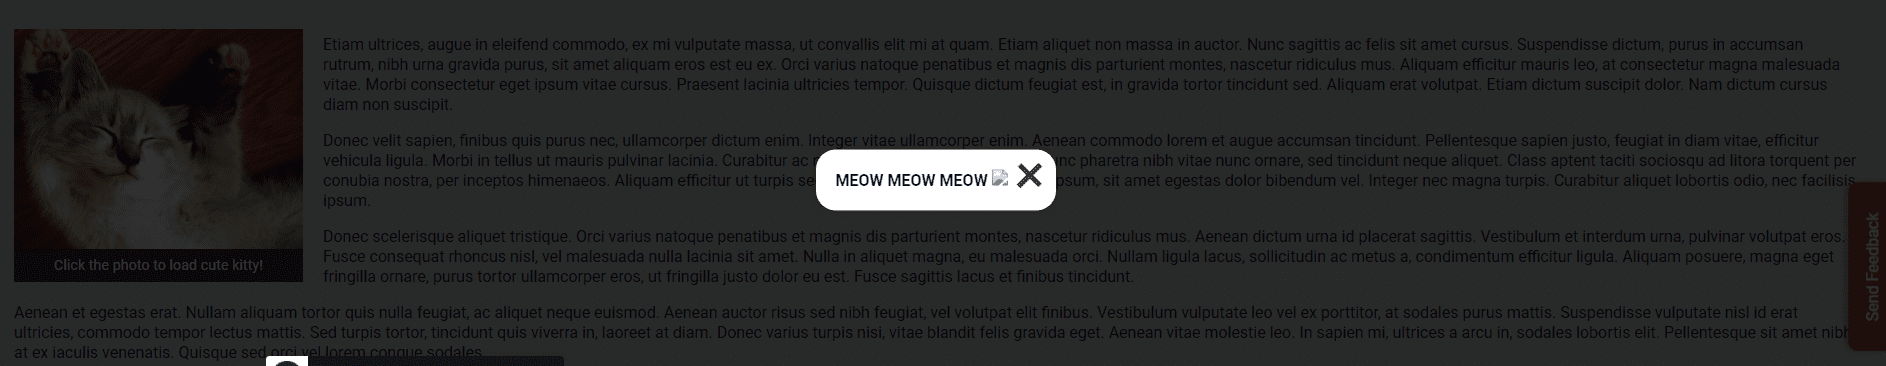 Etiam ultrices, augue in eleifend commodo, ex mi vulputate massa, ut convallis elit mi at quam. Etiam aliquet non massa in auctor. Nunc sagittis ac felis sit amet cursus. Suspendisse dictum, purus in accumsan
rutrum, nibh urna gravida purus, sit amet aliquam eros est eu ex. Orci varius natoque penatibus et magnis dis parturient montes, nascetur ridiculus mus. Aliquam efficitur mauris leo, at consectetur magna malesuada
vitae. Morbi consectetur eget ipsum vitae cursus. Praesent lacinia ultricies tempor. Quisque dictum feugiat est, in gravida tortor tincidunt sed. Aliquam erat volutpat. Etiam dictum suscipit dolor. Nam dictum cursus
diam non suscipit.
Donec velit sapien, finibus quis purus nec, ullamcorper dictum enim. Integer vitae ullamcorper enim. Aenean commodo lorem et augue accumsan tincidunt. Pellentesque sapien justo, feugiat in diam vitae, efficitur
vehicula ligula. Morbi in tellus ut mauris pulvinar lacinia. Curabitur ac pharetra nibh vitae nunc ornare, sed tincidunt neque aliquet. Class aptent taciti sociosqu ad litora torquent per
conubia nostra, per inceptos himenaeos. Aliquam efficitur ut turpis sit amet egestas dolor bibendum vel. Integer nec magna turpis. Curabitur aliquet lobortis odio, nec facilisis
ipsum.
MEOW MEOW MEOW
Donec scelerisque aliquet tristique. Orci varius natoque penatibus et magnis dis parturient montes, nascetur ridiculus mus. Aenean dictum urna id placerat sagittis. Vestibulum et interdum urna, pulvinar volutpat eros.
Fusce consequat rhoncus nisl, vel malesuada nulla lacinia sit amet. Nulla in aliquet magna, eu malesuada orci. Nullam ligula lacus, sollicitudin ac metus a, condimentum efficitur ligula. Aliquam posuere, magna eget
fringilla ornare, purus tortor ullamcorper eros, ut fringilla justo dolor eu est. Fusce sagittis lacus et finibus tincidunt.
Click the photo to load cute kitty!
Aenean et egestas erat. Nullam aliquam tortor quis nulla feugiat, ac aliquet neque euismod. Aenean auctor risus sed nibh feugiat, vel volutpat elit finibus. Vestibulum vulputate leo vel ex porttitor, at sodales purus mattis. Suspendisse vulputate nisl id erat
ultricies, commodo tempor lectus mattis. Sed turpis tortor, tincidunt quis viverra in, laoreet at diam. Donec varius turpis nisi, vitae blandit felis gravida eget. Aenean vitae molestie leo. In sapien mi, ultrices a arcu in, sodales lobortis elit. Pellentesque sit amet nibh
at ex iaculis venenatis. Quisque sed orci vel lorem congue sodales.
Send Feedback